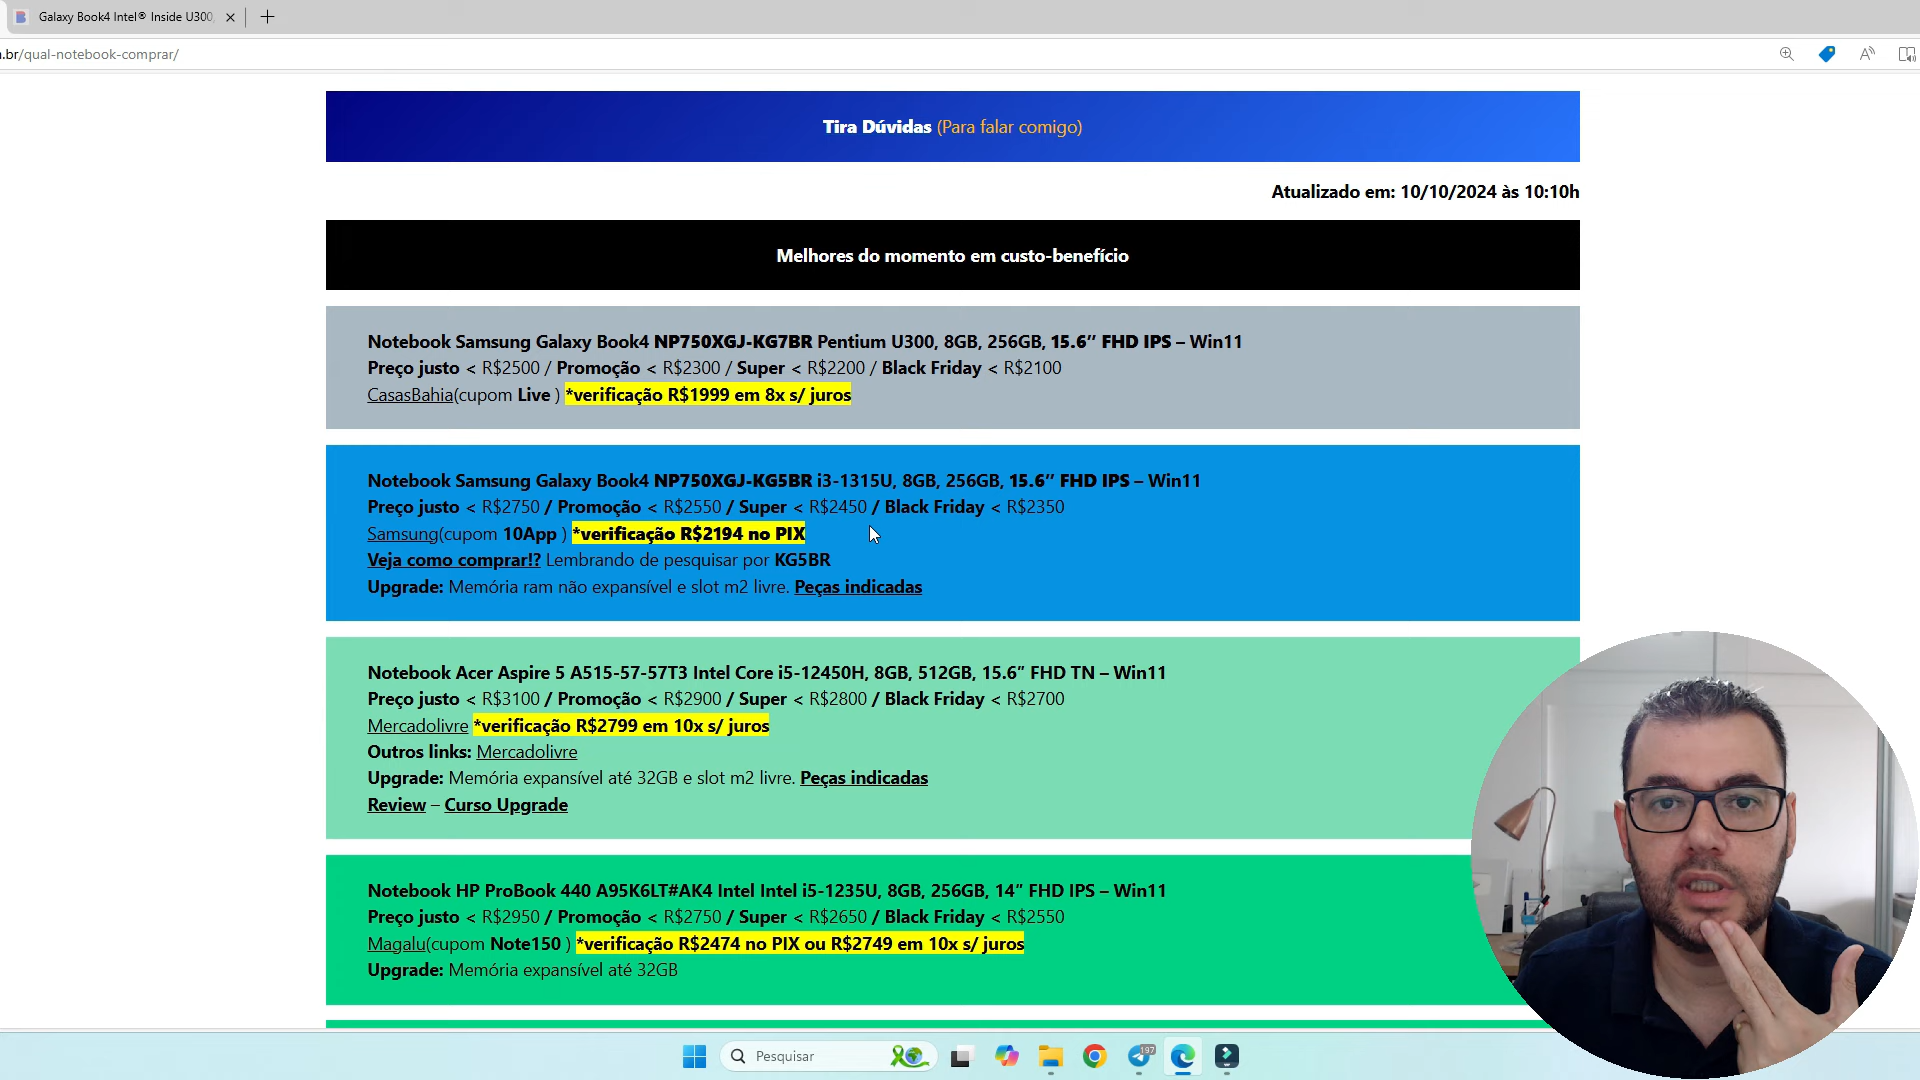 Galaxy Book4 Intel® Inside U300
.br/qual-notebook-comprar/
Tira Dúvidas (Para falar comigo)
Atualizado em: 10/10/2024 às 10:10h
Melhores do momento em custo-benefício
Notebook Samsung Galaxy Book4 NP750XGJ-KG7BR Pentium U300, 8GB, 256GB, 15.6” FHD IPS – Win11
Preço justo < R$2500 / Promoção < R$2300 / Super < R$2200 / Black Friday < R$2100
CasasBahia(cupom Live ) *verificação R$1999 em 8x s/ juros
Notebook Samsung Galaxy Book4 NP750XGJ-KG5BR i3-1315U, 8GB, 256GB, 15.6” FHD IPS – Win11
Preço justo < R$2750 / Promoção < R$2550 / Super < R$2450 / Black Friday < R$2350
Samsung(cupom 10App ) *verificação R$2194 no PIX
Veja como comprar!? Lembrando de pesquisar por KG5BR
Upgrade: Memória ram não expansível e slot m2 livre. Peças indicadas
Notebook Acer Aspire 5 A515-57-57T3 Intel Core i5-12450H, 8GB, 512GB, 15.6” FHD TN – Win11
Preço justo < R$3100 / Promoção < R$2900 / Super < R$2800 / Black Friday < R$2700
Mercadolivre *verificação R$2799 em 10x s/ juros
Outros links: Mercadolivre
Upgrade: Memória expansível até 32GB e slot m2 livre. Peças indicadas
Review – Curso Upgrade
Notebook HP ProBook 440 A95K6LT#AK4 Intel Intel i5-1235U, 8GB, 256GB, 14” FHD IPS – Win11
Preço justo < R$2950 / Promoção < R$2750 / Super < R$2650 / Black Friday < R$2550
Magalu(cupom Note150 ) *verificação R$2474 no PIX ou R$2749 em 10x s/ juros
Upgrade: Memória expansível até 32GB
Pesquisar
197